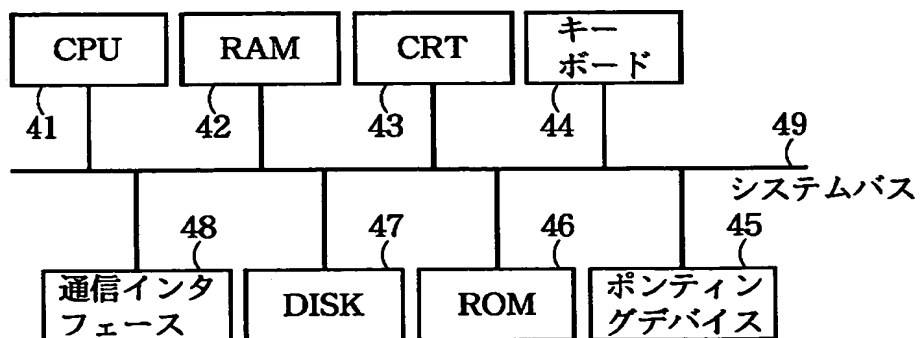 CPU
RAM
CRT
キー
ボード
41
42
43
44
49
システムバス
48
47
46
45
通信インタ
フェース
DISK
ROM
ポンティン
グデバイス